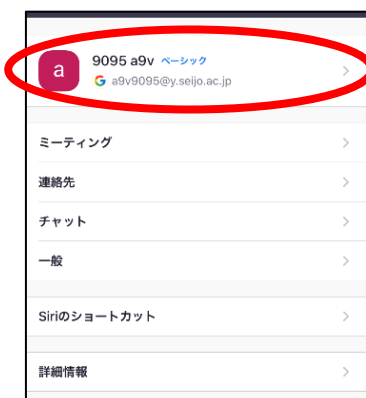 a
9095 a9v ベーシック
G a9v9095@y.seijo.ac.jp
ミーティング
連絡先
チャット
一般
Siriのショートカット
詳細情報